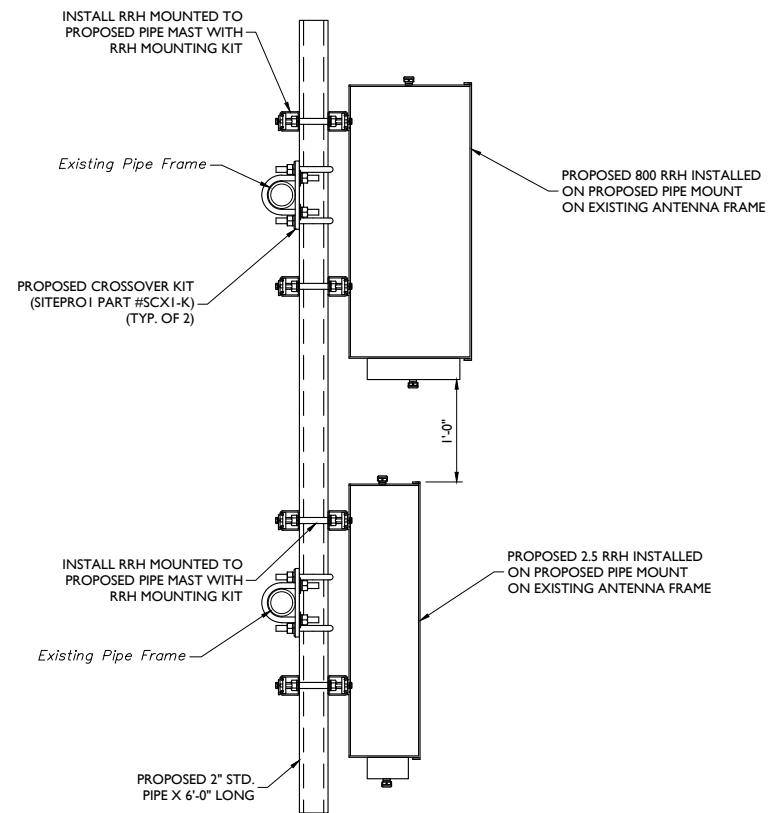 INSTALL RRH MOUNTED TO
PROPOSED PIPE MAST WITH
RRH MOUNTING KIT
Existing Pipe Frame
PROPOSED 800 RRH INSTALLED
ON PROPOSED PIPE MOUNT
ON EXISTING ANTENNA FRAME
PROPOSED CROSSOVER KIT
(SITEPRO1 PART #SCX1-K)
(TYP. OF 2)
1'-0"
INSTALL RRH MOUNTED TO
PROPOSED PIPE MAST WITH
RRH MOUNTING KIT
PROPOSED 2.5 RRH INSTALLED
ON PROPOSED PIPE MOUNT
ON EXISTING ANTENNA FRAME
Existing Pipe Frame
PROPOSED 2" STD.
PIPE X 6'-0" LONG